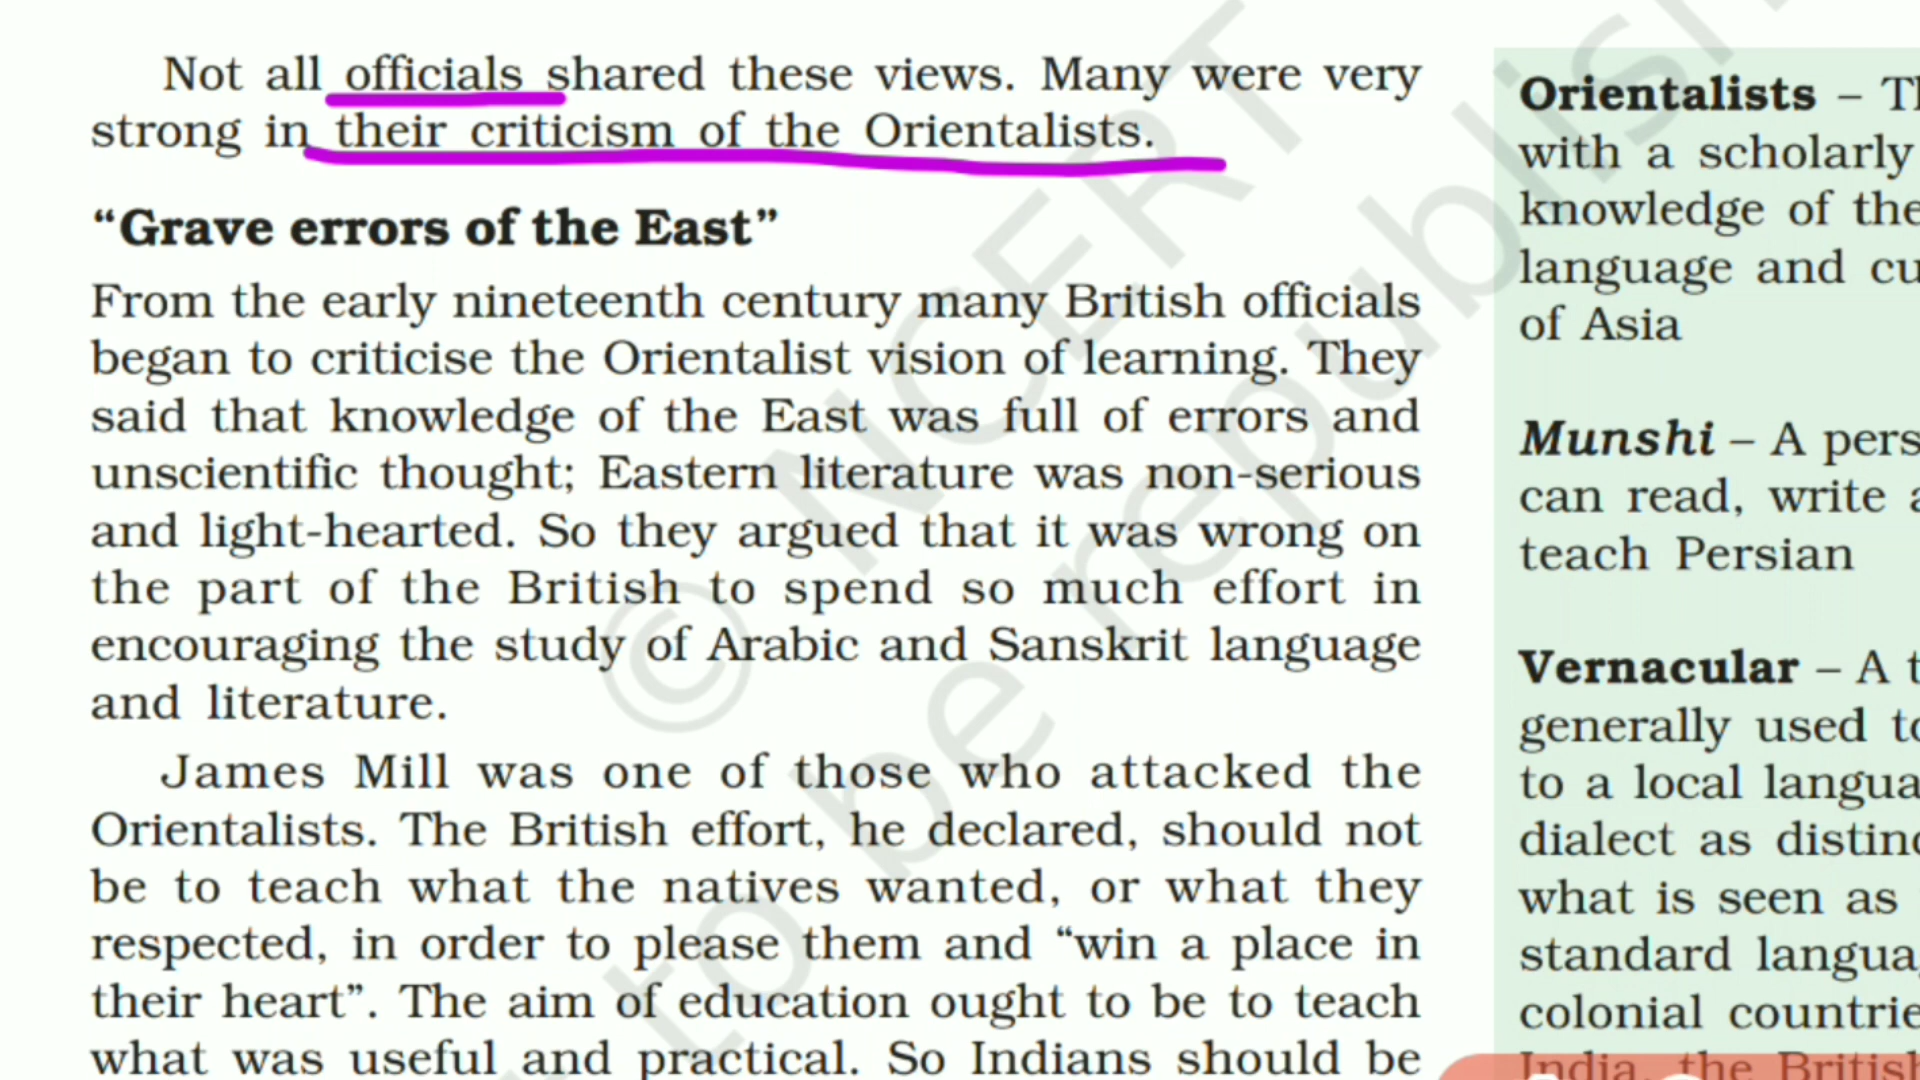 Not all officials shared these views. Many were very
strong in their criticism of the Orientalists.
“Grave errors of the East”
From the early nineteenth century many British officials
began to criticise the Orientalist vision of learning. They
said that knowledge of the East was full of errors and
unscientific thought; Eastern literature was non-serious
and light-hearted. So they argued that it was wrong on
the part of the British to spend so much effort in
encouraging the study of Arabic and Sanskrit language
and literature.
James Mill was one of those who attacked the
Orientalists. The British effort, he declared, should not
be to teach what the natives wanted, or what they
respected, in order to please them and “win a place in
their heart”. The aim of education ought to be to teach
what was useful and practical. So Indians should be
Orientalists –
with a scholarly
knowledge of the
language and
of Asia
Munshi – A
can read, write
teach Persian
Vernacular – A
generally used
to a local
dialect as
what is seen as
standard
colonial
India, the British
© NCERT
to be republish